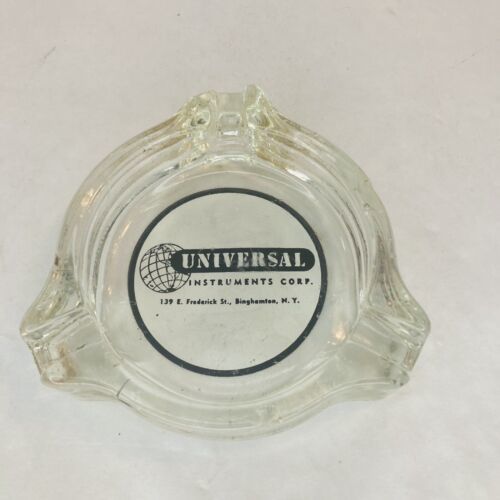 UNIVERSAL
INSTRUMENTS CORP.
139 E. Frederick St., Binghamton, N. Y.